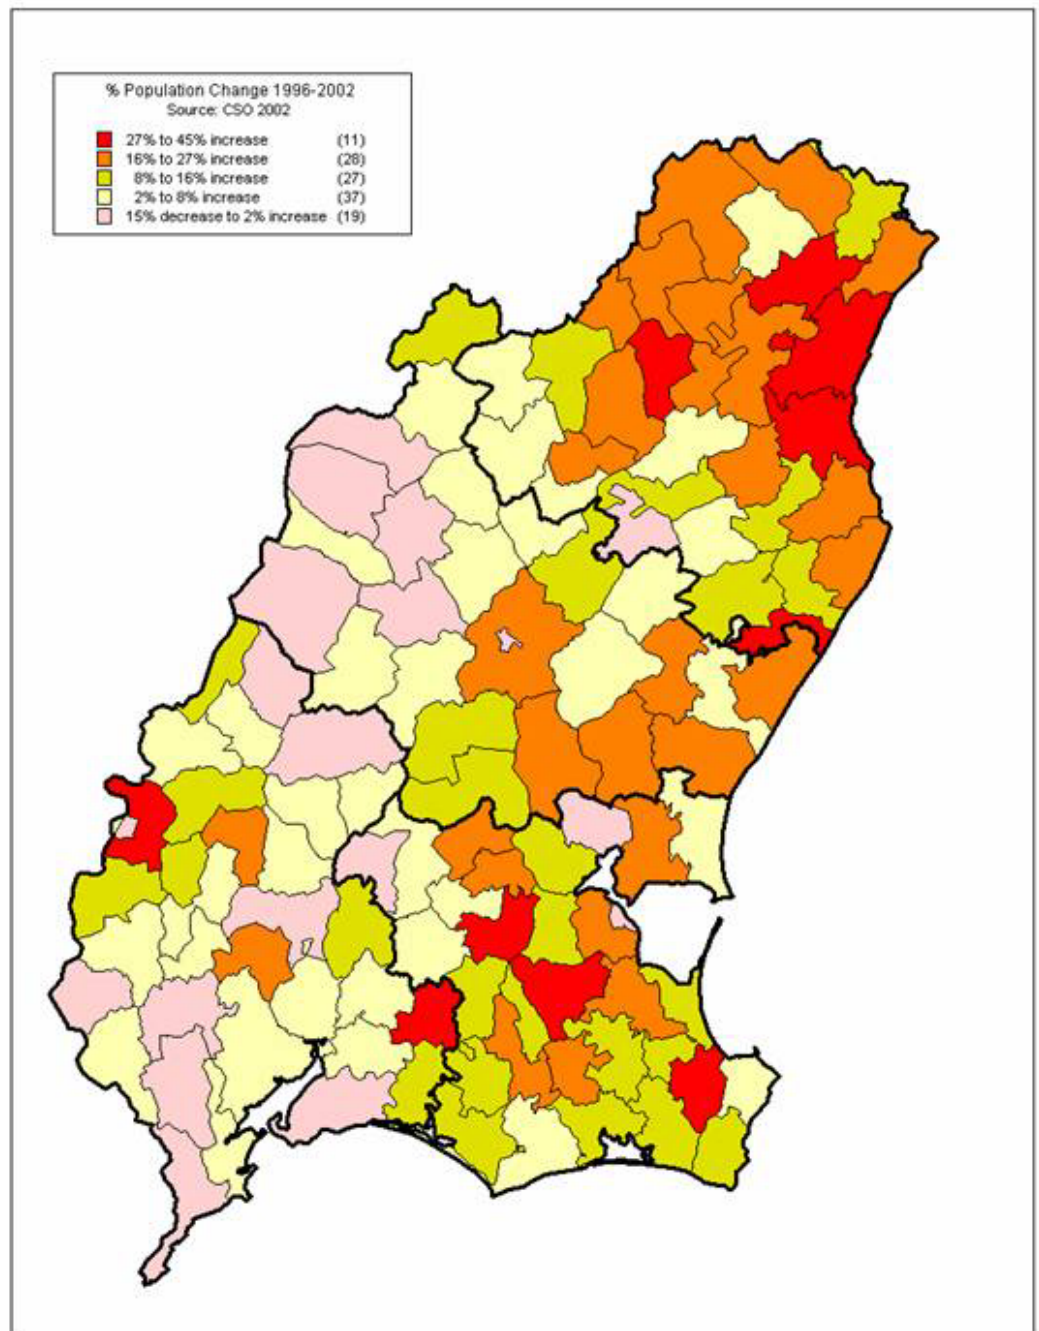 % Population Change 1996-2002
Source: CSO 2002
27% to 45% increase (11)
16% to 27% increase (28)
8% to 16% increase (27)
2% to 8% increase (37)
15% decrease to 2% increase (19)